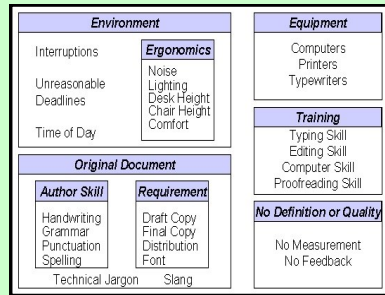 Environment
Interruptions
Unreasonable
Deadlines
Time of Day
Ergonomics
Noise
Lighting
Desk Height
Chair Height
Comfort
Equipment
Computers
Printers
Typewriters
Training
Typing Skill
Editing Skill
Computer Skill
Proofreading Skill
Original Document
Author Skill
Handwriting
Grammar
Punctuation
Spelling
Requirement
Draft Copy
Final Copy
Distribution
Font
Technical Jargon Slang
No Definition or Quality
No Measurement
No Feedback